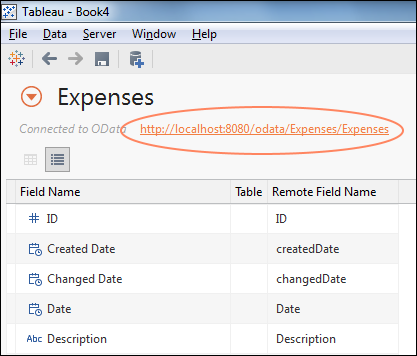 Tableau - Book4
File Data Server Window Help
Expenses
Connected to OData http://localhost:8080/odata/Expenses/Expenses
Field Name Table Remote Field Name
# ID ID
Created Date createdDate
Changed Date changedDate
Date Date
Abc Description Description